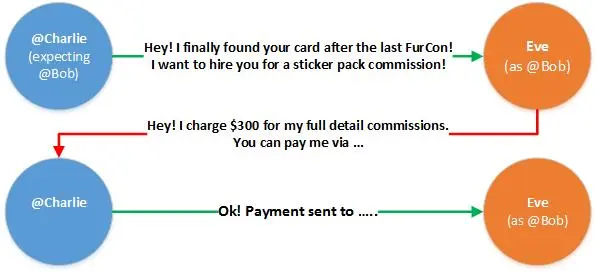 @Charlie
(expecting
@Bob)
Hey! I finally found your card after the last FurCon!
I want to hire you for a sticker pack commission!
Eve
(as @Bob)
Hey! I charge $300 for my full detail commissions.
You can pay me via ...
@Charlie
Ok! Payment sent to .....
Eve
(as @Bob)